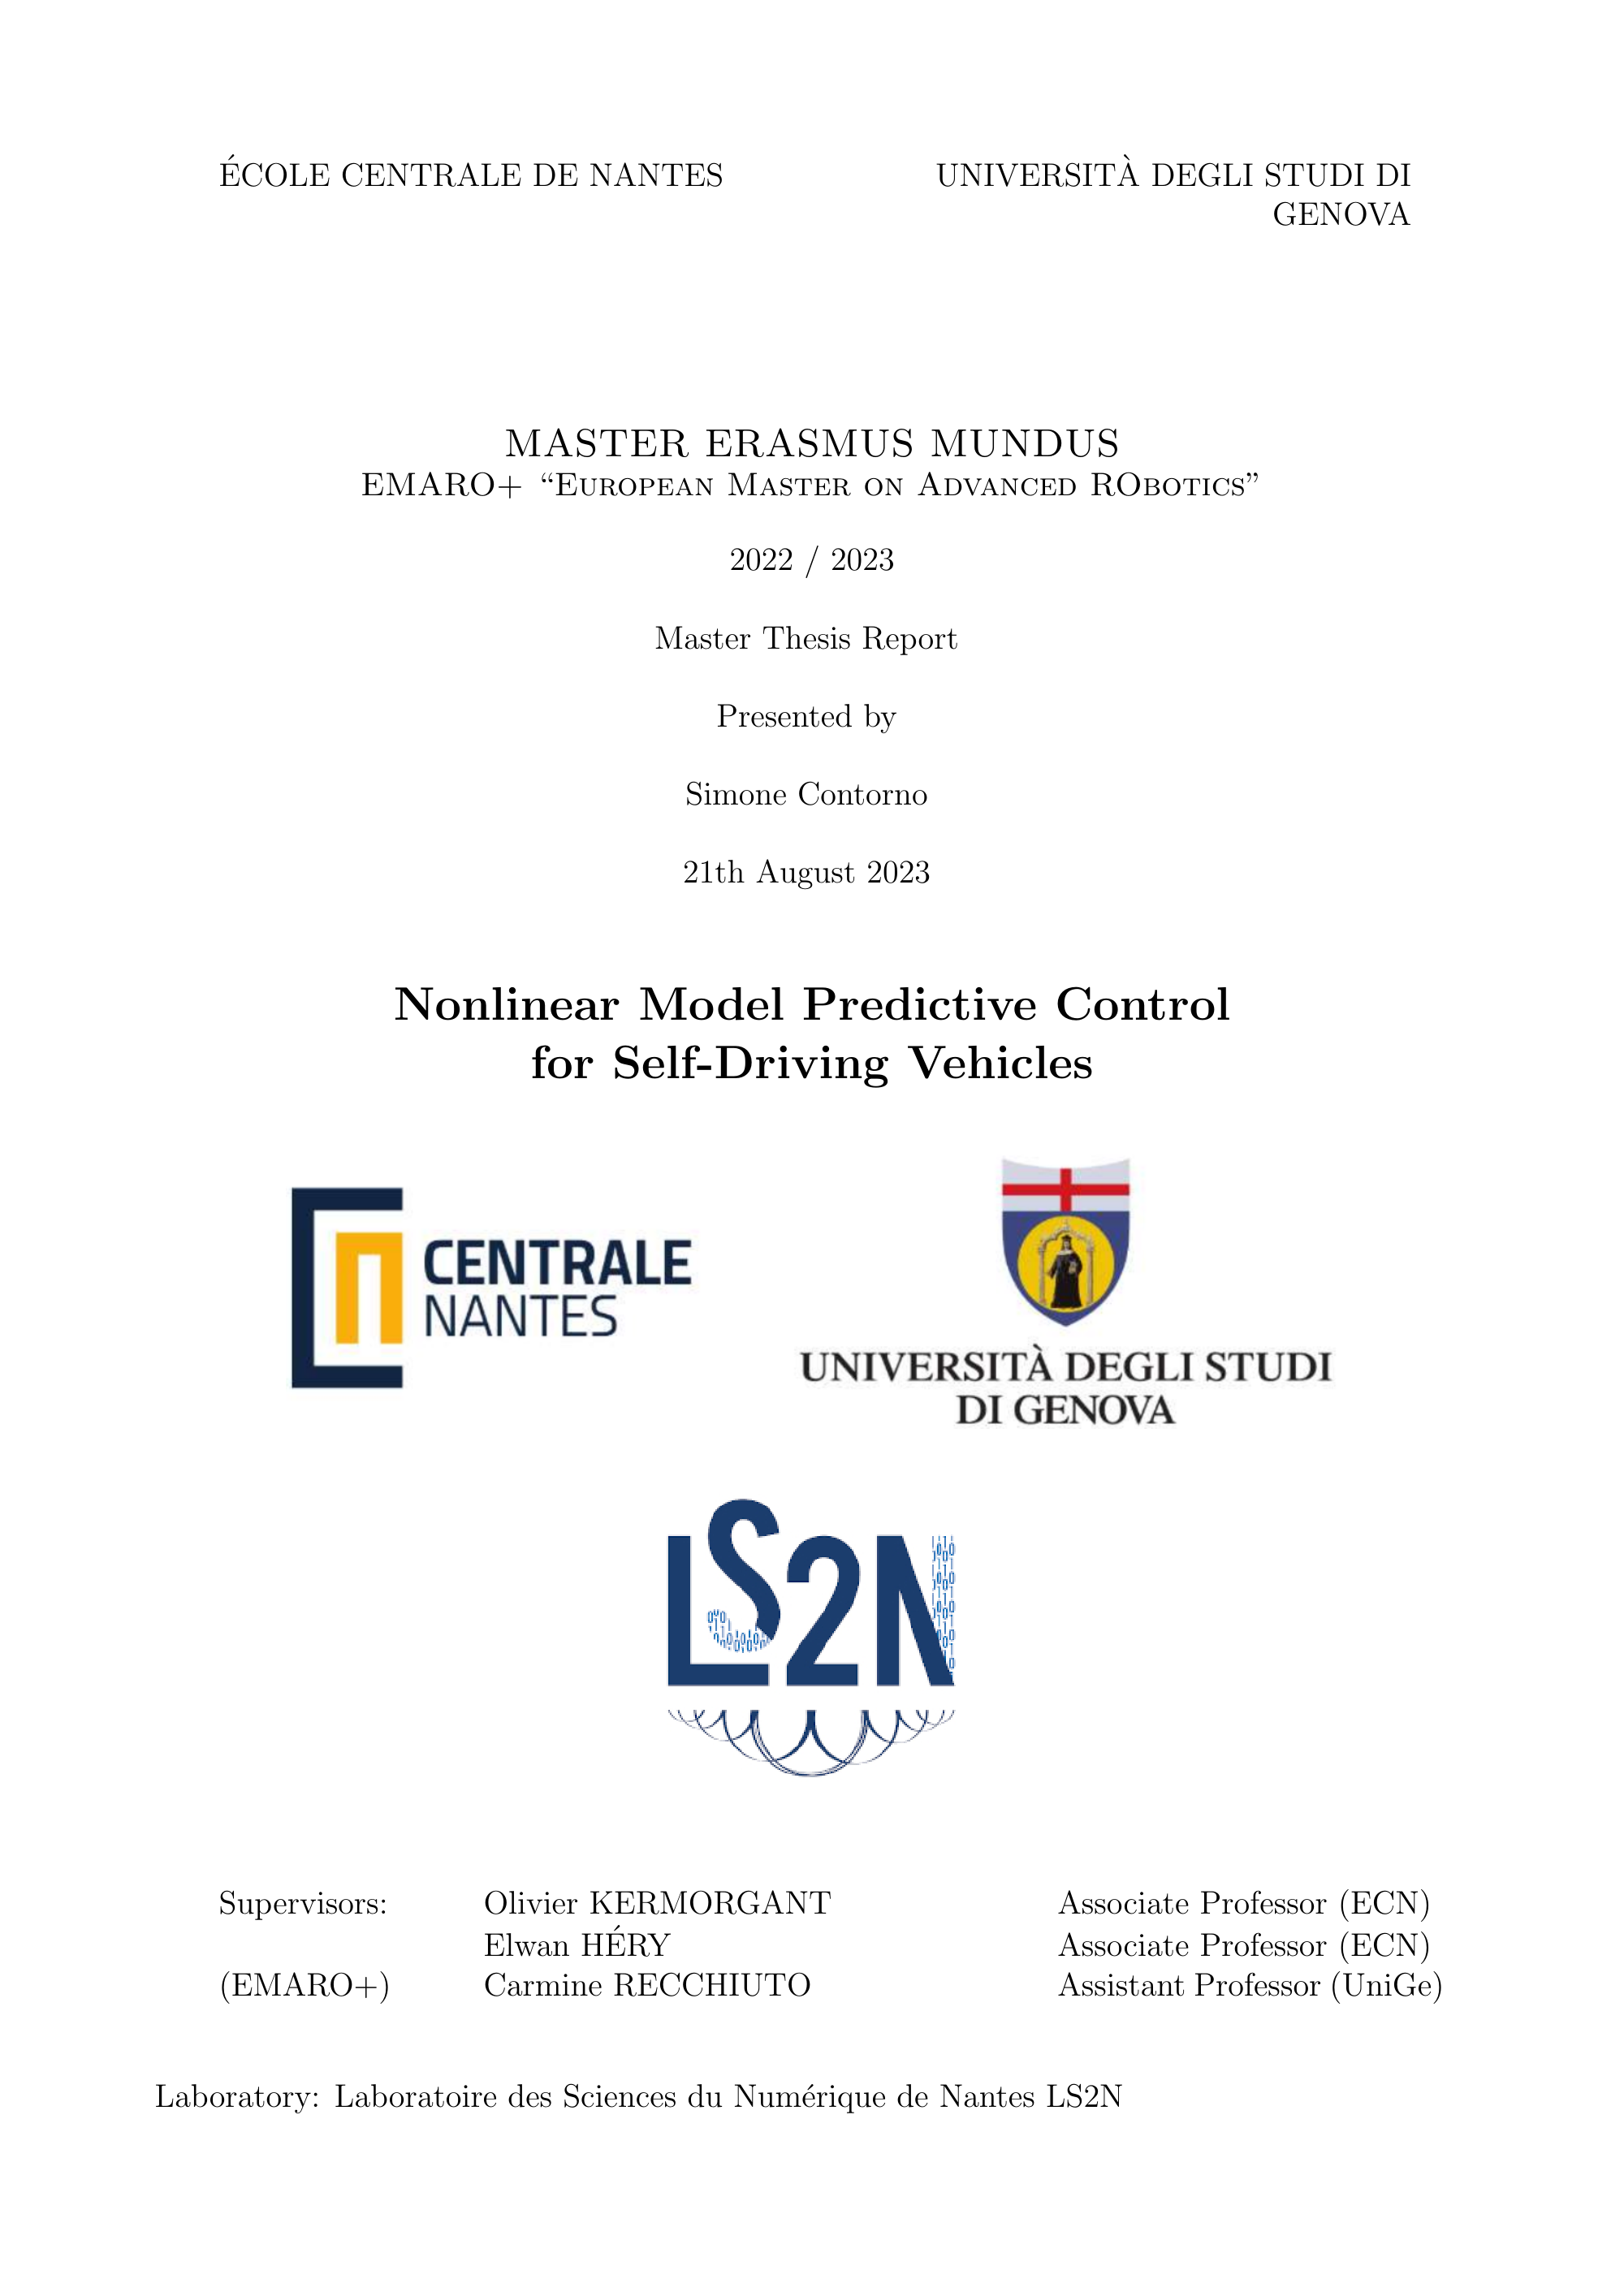 ÉCOLE CENTRALE DE NANTES
UNIVERSITÀ DEGLI STUDI DI
GENOVA
MASTER ERASMUS MUNDUS
EMARO+ “European Master on Advanced RObotics”
2022 / 2023
Master Thesis Report
Presented by
Simone Contorno
21th August 2023
Nonlinear Model Predictive Control
for Self-Driving Vehicles
CENTRALE
NANTES
UNIVERSITÀ DEGLI STUDI
DI GENOVA
LS2N
Supervisors: Olivier KERMORGANT Associate Professor (ECN)
Elwan HÉRY Associate Professor (ECN)
(EMARO+) Carmine RECCHIUTO Assistant Professor (UniGe)
Laboratory: Laboratoire des Sciences du Numérique de Nantes LS2N